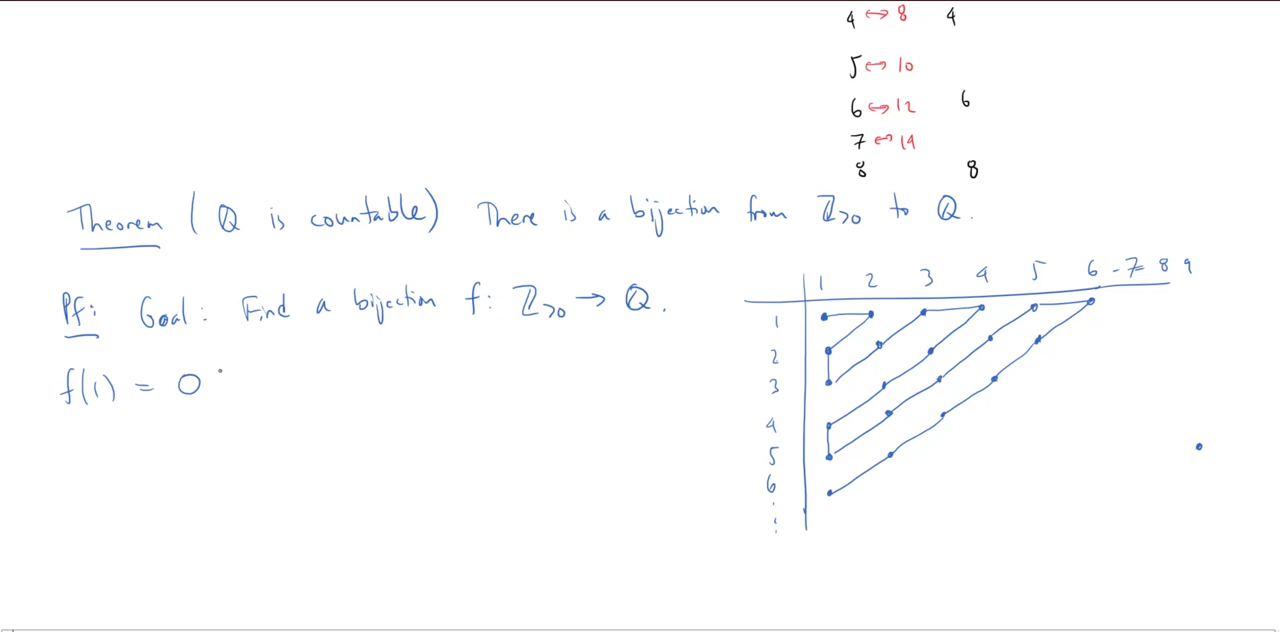 4 ↔ 8 4
5 ↔ 10
6 ↔ 12 6
7 ↔ 14
8 8
Theorem ( ℚ is countable) There is a bijection from ℤ>0 to ℚ.
Pf: Goal: Find a bijection f: ℤ>0 → ℚ.
f(1) = 0
1 2 3 4 5 6 - 7 = 8 9
1
2
3
4
5
6
⋮